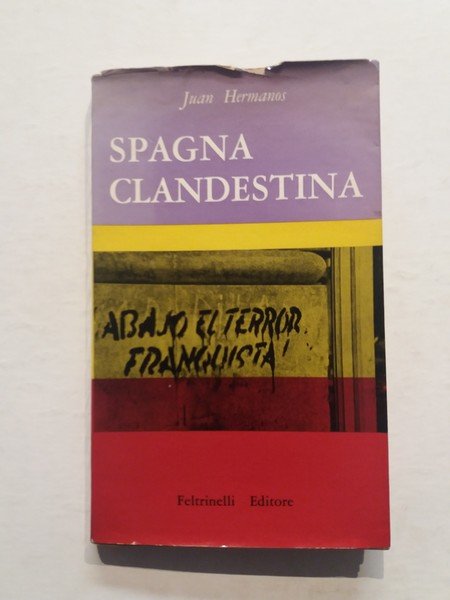 Juan Hermanos
SPAGNA
CLANDESTINA
¡ABAJO EL TERROR
FRANQUISTA!
Feltrinelli Editore